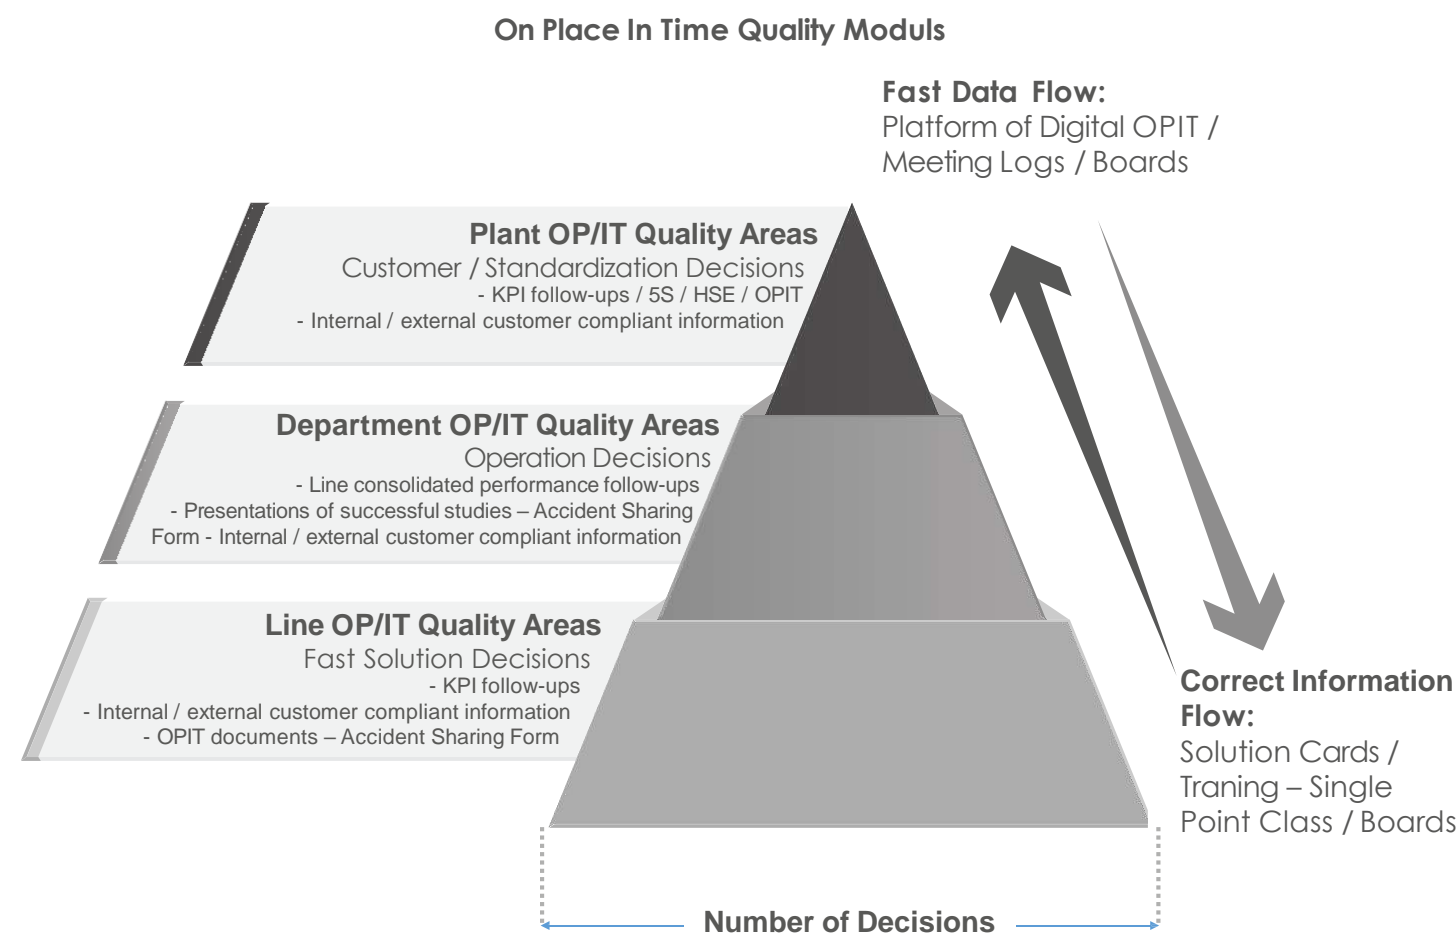 On Place In Time Quality Moduls
Fast Data Flow:
Platform of Digital OPIT /
Meeting Logs / Boards
Plant OP/IT Quality Areas
Customer / Standardization Decisions
- KPI follow-ups / 5S / HSE / OPIT
- Internal / external customer compliant information
Department OP/IT Quality Areas
Operation Decisions
- Line consolidated performance follow-ups
- Presentations of successful studies – Accident Sharing
Form - Internal / external customer compliant information
Line OP/IT Quality Areas
Fast Solution Decisions
- KPI follow-ups
- Internal / external customer compliant information
- OPIT documents – Accident Sharing Form
Correct Information
Flow:
Solution Cards /
Traning – Single
Point Class / Boards
Number of Decisions